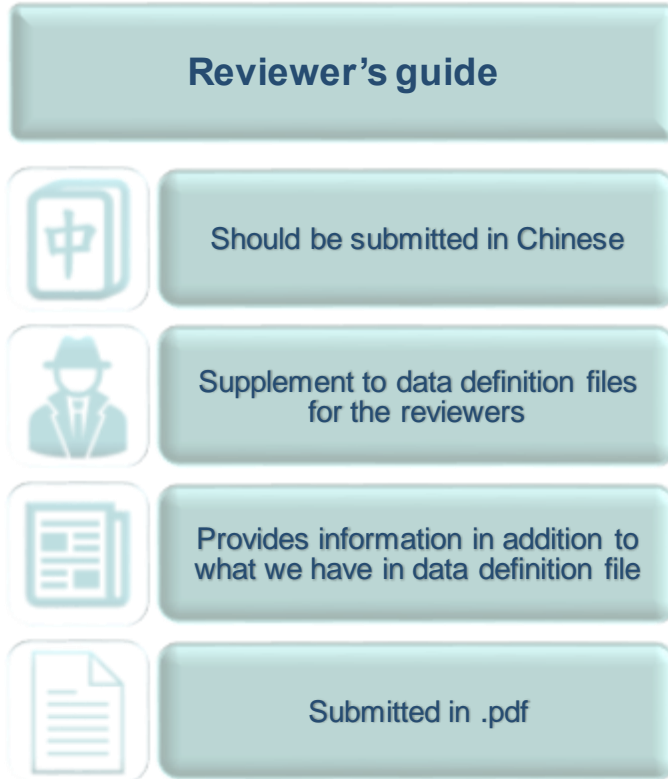 Reviewer’s guide
中
Should be submitted in Chinese
Supplement to data definition files
for the reviewers
Provides information in addition to
what we have in data definition file
Submitted in .pdf